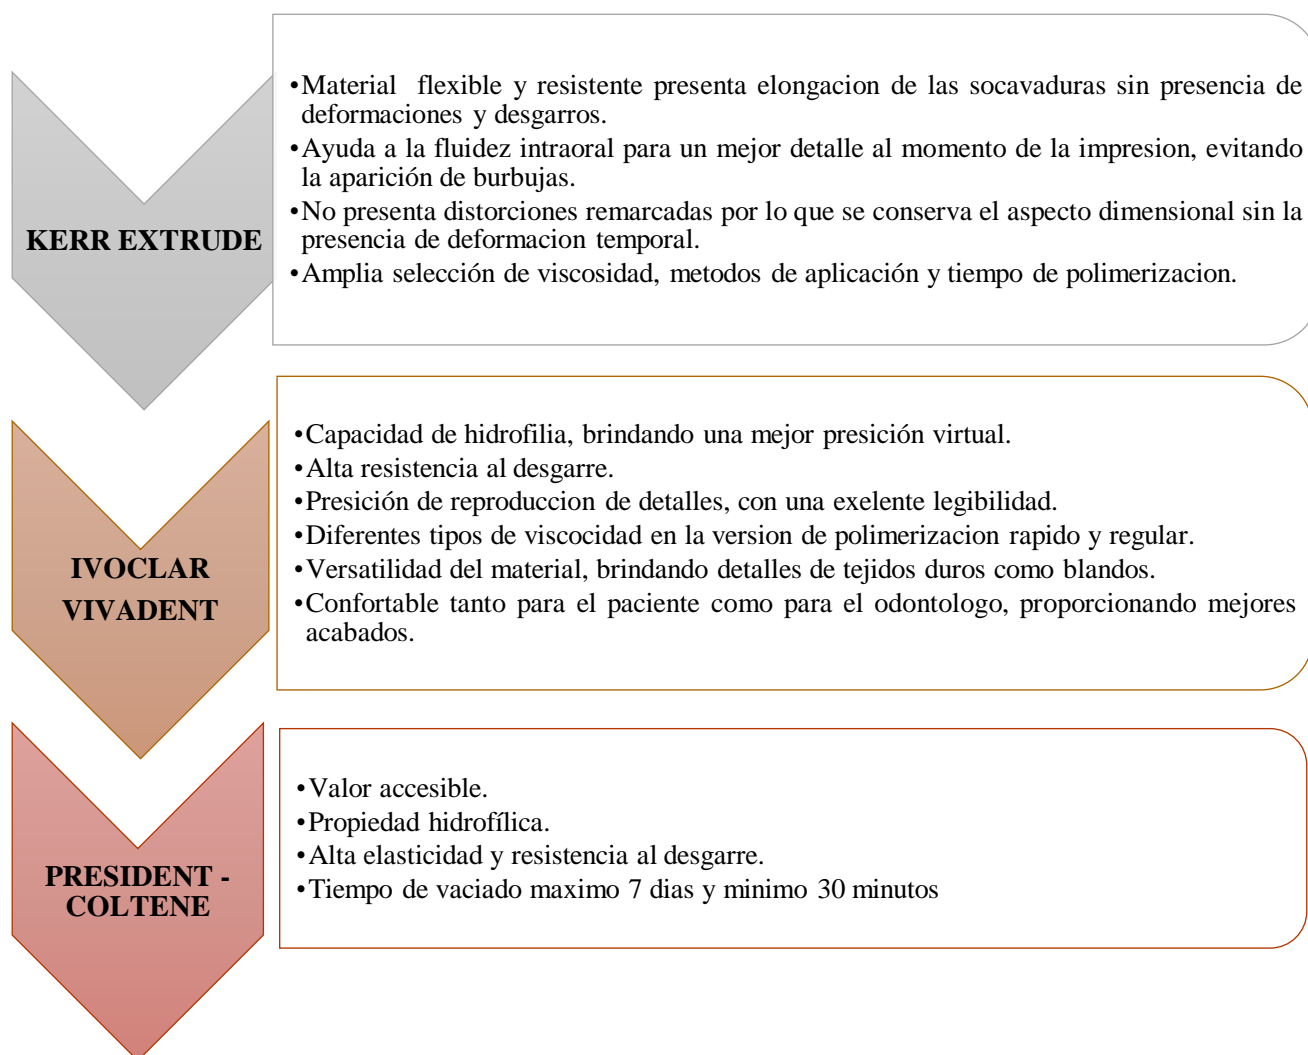 KERR EXTRUDE
•Material flexible y resistente presenta elongacion de las socavaduras sin presencia de
deformaciones y desgarros.
•Ayuda a la fluidez intraoral para un mejor detalle al momento de la impresion, evitando
la aparición de burbujas.
•No presenta distorciones remarcadas por lo que se conserva el aspecto dimensional sin la
presencia de deformacion temporal.
•Amplia selección de viscosidad, metodos de aplicación y tiempo de polimerizacion.
IVOCLAR
VIVADENT
•Capacidad de hidrofilia, brindando una mejor presición virtual.
•Alta resistencia al desgarre.
•Presición de reproduccion de detalles, con una exelente legibilidad.
•Diferentes tipos de viscocidad en la version de polimerizacion rapido y regular.
•Versatilidad del material, brindando detalles de tejidos duros como blandos.
•Confortable tanto para el paciente como para el odontologo, proporcionando mejores
acabados.
PRESIDENT -
COLTENE
•Valor accesible.
•Propiedad hidrofílica.
•Alta elasticidad y resistencia al desgarre.
•Tiempo de vaciado maximo 7 dias y minimo 30 minutos